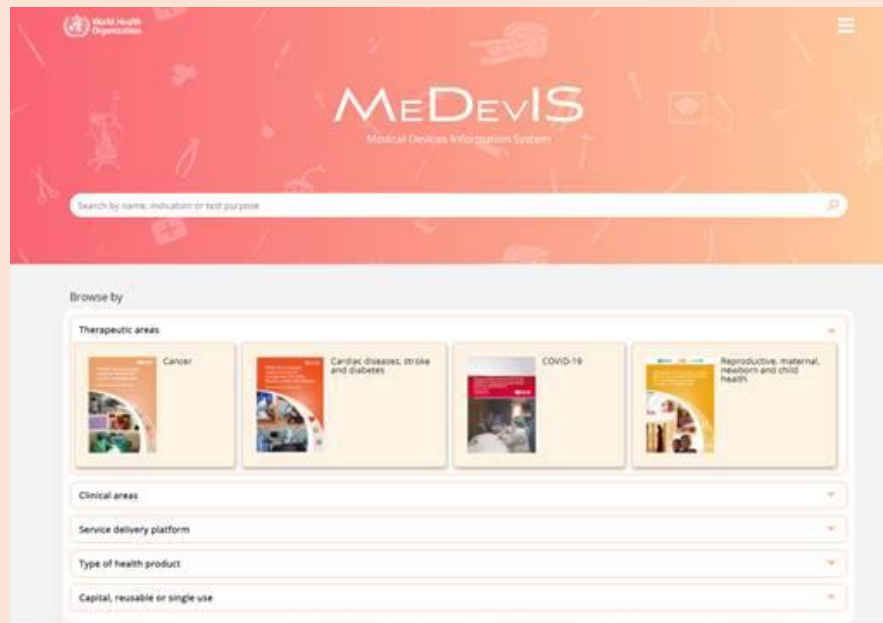 World Health
Organization
MEDEVIS
Medical Devices Information System
Search by name, indication or test purpose
Browse by
Therapeutic areas
Cancer
Cardiac diseases, stroke
and diabetes
COVID-19
Reproductive, maternal,
newborn and child
health
Clinical areas
Service delivery platform
Type of health product
Capital, reusable or single use